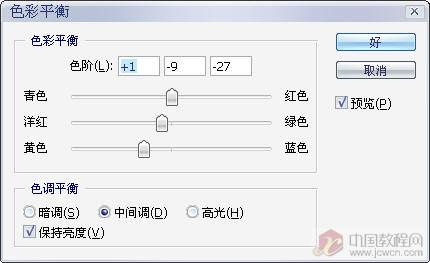 色彩平衡
色彩平衡
色阶(L): +1 -9 -27
青色 红色
洋红 绿色
黄色 蓝色
好
取消
预览(P)
色调平衡
暗调(S) 中间调(D) 高光(H)
保持亮度(V)
中国教程网
www.jcwcn.com